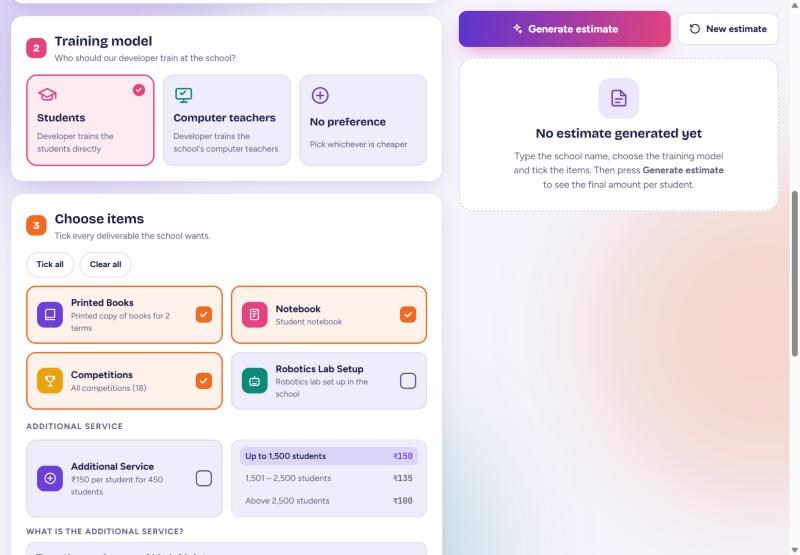 2
Training model
Who should our developer train at the school?
Students
Developer trains the
students directly
Computer teachers
Developer trains the
school's computer teachers
No preference
Pick whichever is cheaper
3
Choose items
Tick every deliverable the school wants.
Tick all
Clear all
Printed Books
Printed copy of books for 2
terms
Notebook
Student notebook
Competitions
All competitions (18)
Robotics Lab Setup
Robotics lab set up in the
school
ADDITIONAL SERVICE
Additional Service
₹150 per student for 450
students
Up to 1,500 students ₹150
1,501 – 2,500 students ₹135
Above 2,500 students ₹100
WHAT IS THE ADDITIONAL SERVICE?
Generate estimate
New estimate
No estimate generated yet
Type the school name, choose the training model
and tick the items. Then press Generate estimate
to see the final amount per student.